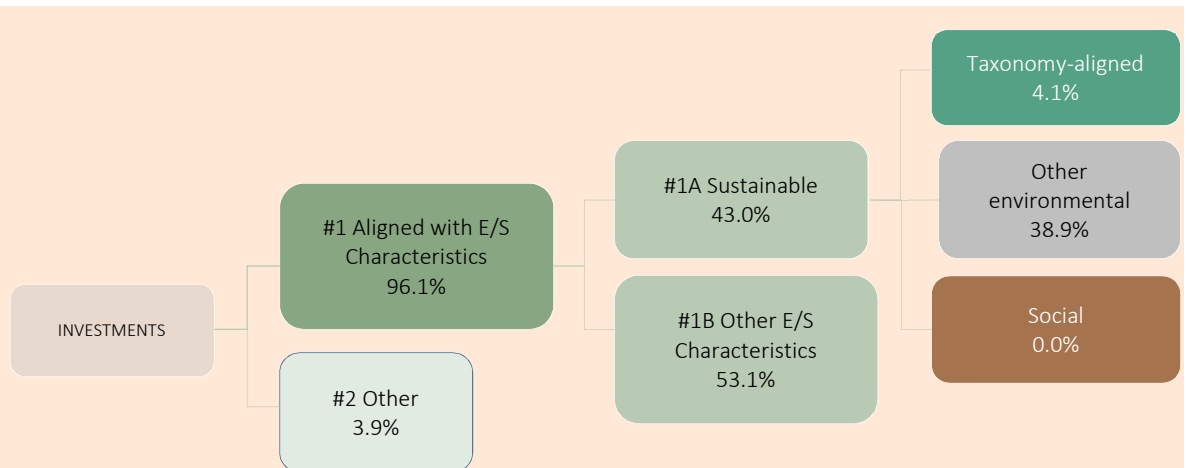 INVESTMENTS
#1 Aligned with E/S
Characteristics
96.1%
#2 Other
3.9%
#1A Sustainable
43.0%
#1B Other E/S
Characteristics
53.1%
Taxonomy-aligned
4.1%
Other
environmental
38.9%
Social
0.0%